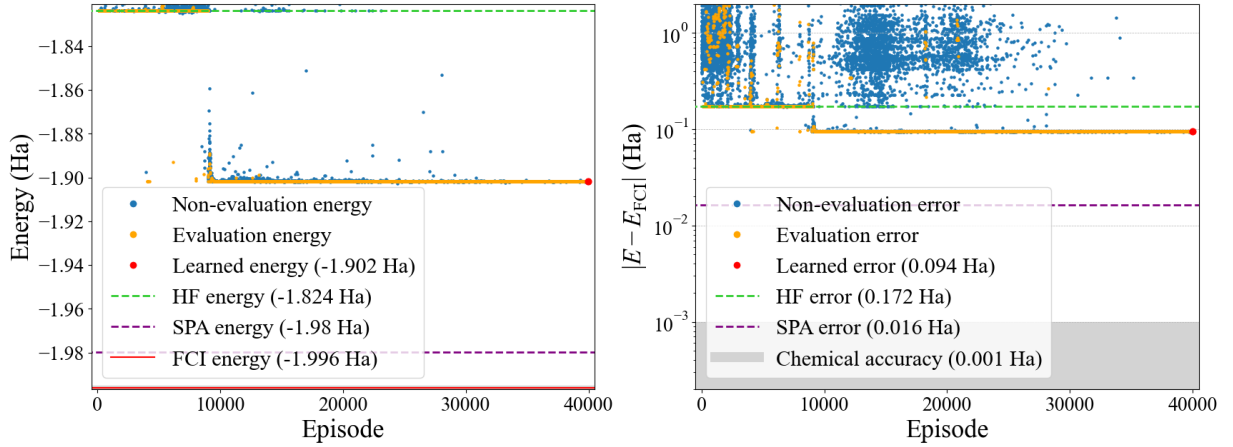 −1.84
−1.86
−1.88
−1.90
−1.92
−1.94
−1.96
−1.98
Energy (Ha)
Non-evaluation energy
Evaluation energy
Learned energy (-1.902 Ha)
HF energy (-1.824 Ha)
SPA energy (-1.98 Ha)
FCI energy (-1.996 Ha)
0 10000 20000 30000 40000
Episode
10⁰
10⁻¹
10⁻²
10⁻³
|E − E_FCI| (Ha)
Non-evaluation error
Evaluation error
Learned error (0.094 Ha)
HF error (0.172 Ha)
SPA error (0.016 Ha)
Chemical accuracy (0.001 Ha)
0 10000 20000 30000 40000
Episode